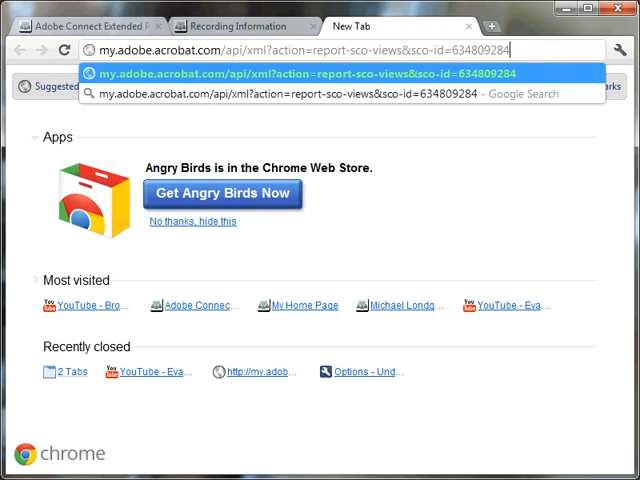 Adobe Connect Extended P
Recording Information
New Tab
my.adobe.acrobat.com/api/xml?action=report-sco-views&sco-id=634809284
my.adobe.acrobat.com/api/xml?action=report-sco-views&sco-id=634809284
my.adobe.acrobat.com/api/xml?action=report-sco-views&sco-id=634809284 - Google Search
Suggested
Apps
Angry Birds is in the Chrome Web Store.
Get Angry Birds Now
No thanks, hide this
Most visited
YouTube - Bro...
Adobe Connec...
My Home Page
Michael Londq...
YouTube - Eva...
Recently closed
2 Tabs
YouTube - Eva...
http://my.adob...
Options - Und...
chrome